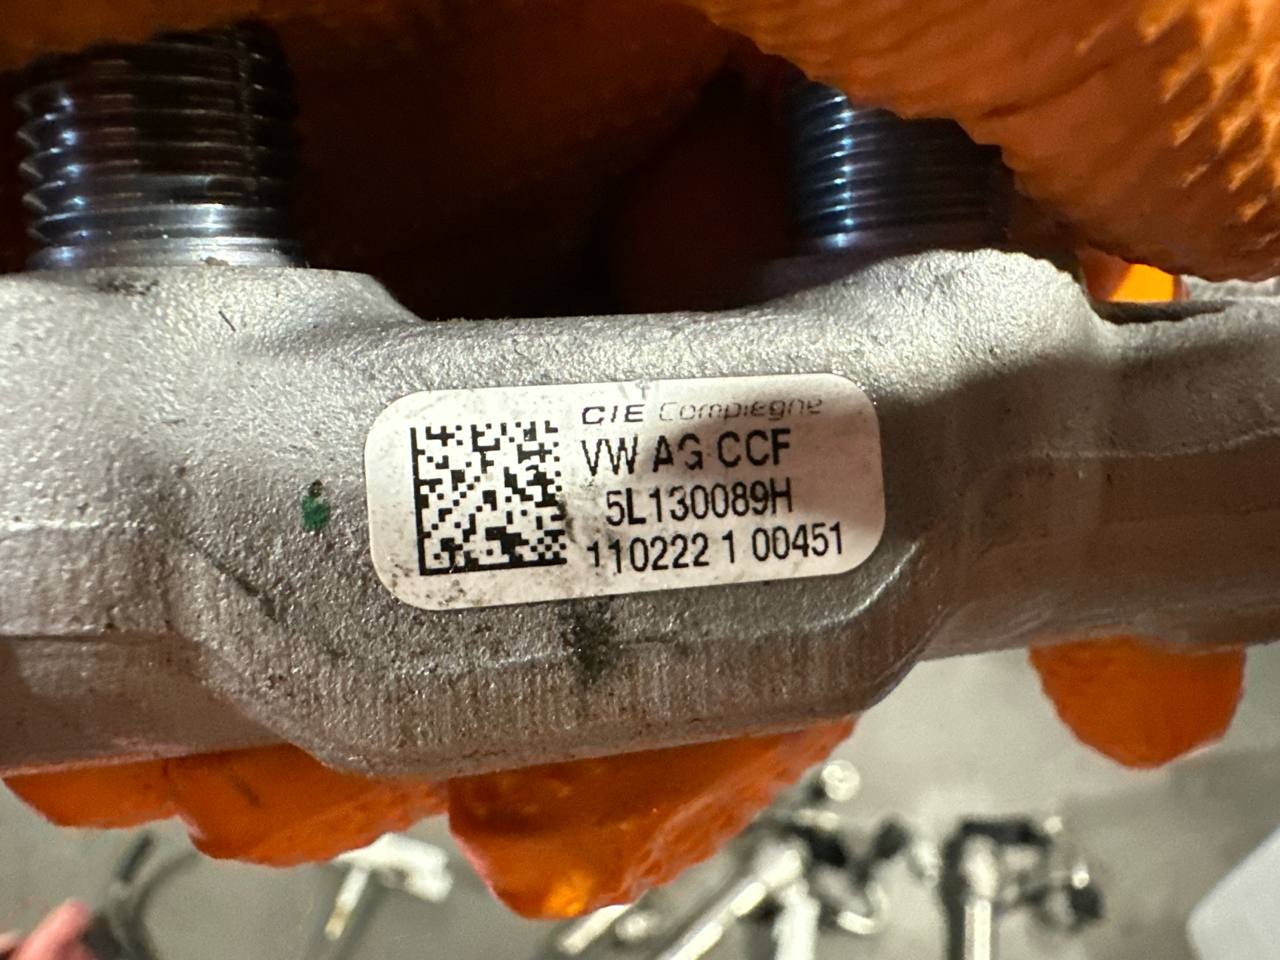 CIE Compiegne
VW AG CCF
5L130089H
110222 1 00451